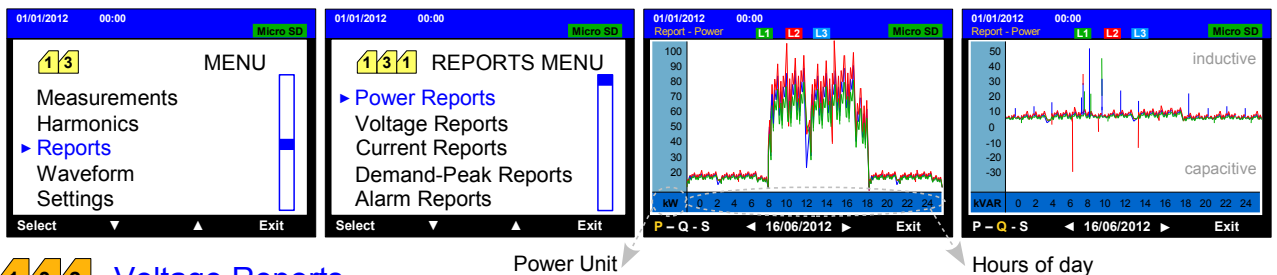 01/01/2012 00:00
Micro SD
1 3 MENU
Measurements
Harmonics
► Reports
Waveform
Settings
Select ▼ ▲ Exit
01/01/2012 00:00
Micro SD
1 3 1 REPORTS MENU
► Power Reports
Voltage Reports
Current Reports
Demand-Peak Reports
Alarm Reports
Select ▼ ▲ Exit
01/01/2012 00:00
Report - Power L1 L2 L3 Micro SD
100
90
80
70
60
50
40
30
20
kW 0 2 4 6 8 10 12 14 16 18 20 22 24
P – Q - S ◄ 16/06/2012 ► Exit
01/01/2012 00:00
Report - Power L1 L2 L3 Micro SD
50
40
30
20
10
0
-10
-20
-30
inductive
capacitive
kVAR 0 2 4 6 8 10 12 14 16 18 20 22 24
P – Q - S ◄ 16/06/2012 ► Exit
Power Unit
Hours of day
Voltage Reports